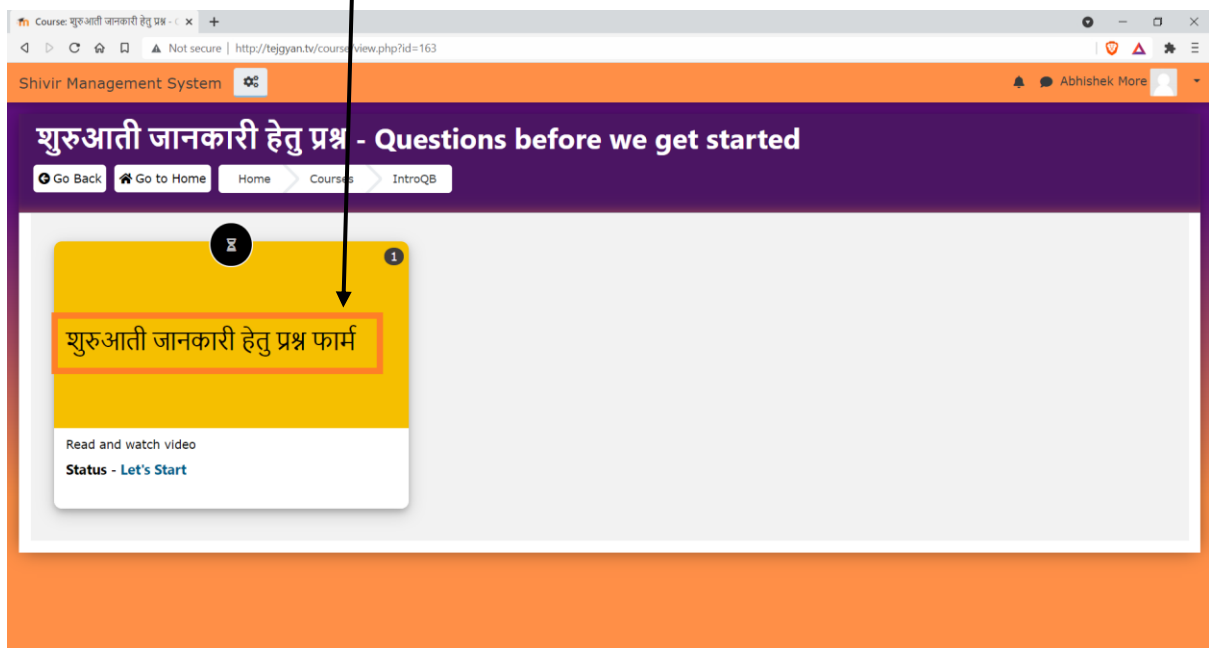 Course: शुरुआती जानकारी हेतु प्रश्न - C
Not secure | http://tejgyan.tv/course/view.php?id=163
Shivir Management System
Abhishek More
शुरुआती जानकारी हेतु प्रश्न - Questions before we get started
Go Back Go to Home Home Courses IntroQB
1
शुरुआती जानकारी हेतु प्रश्न फार्म
Read and watch video
Status - Let's Start